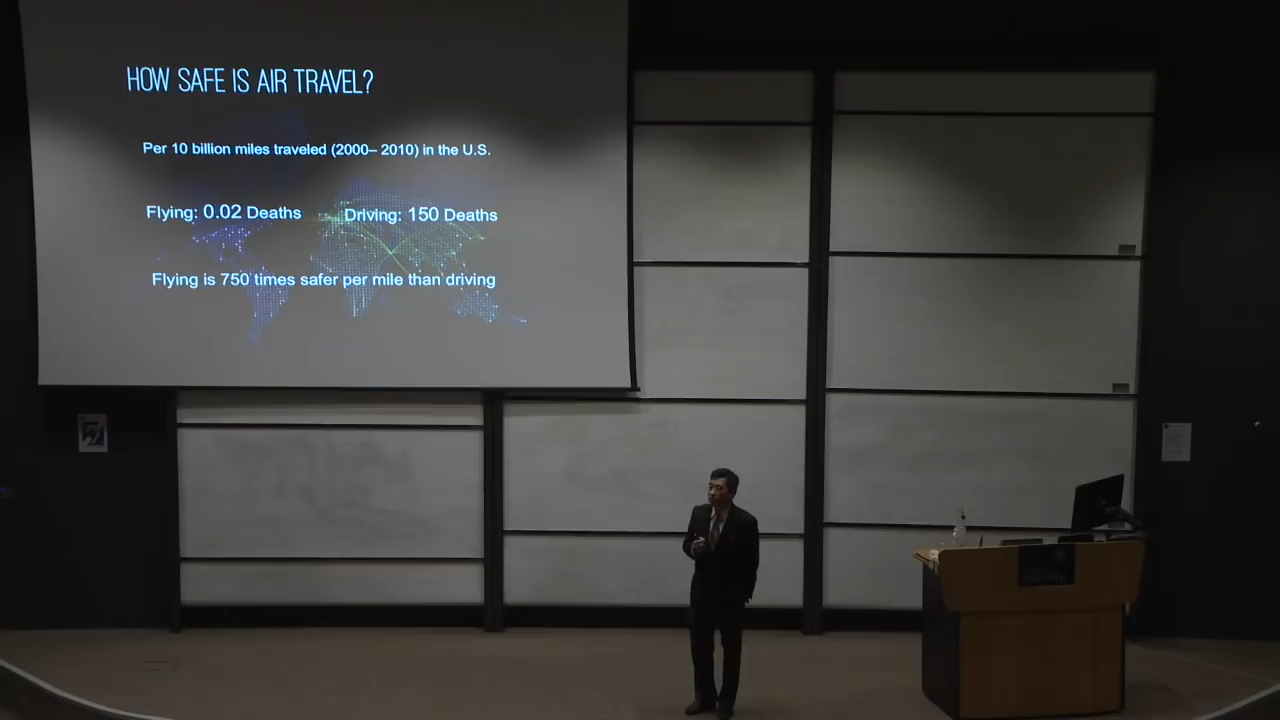 HOW SAFE IS AIR TRAVEL?
Per 10 billion miles traveled (2000– 2010) in the U.S.
Flying: 0.02 Deaths Driving: 150 Deaths
Flying is 750 times safer per mile than driving